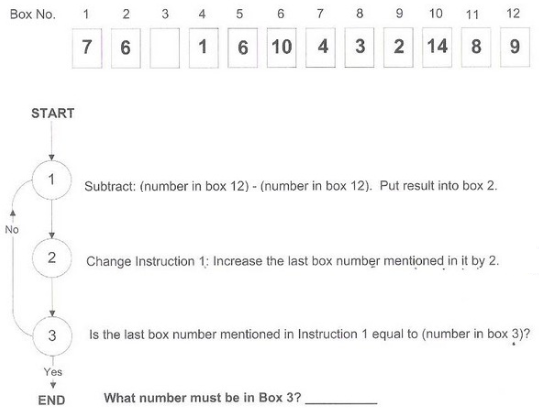 Box No. 1 2 3 4 5 6 7 8 9 10 11 12
7 6 1 6 10 4 3 2 14 8 9
START
1 Subtract: (number in box 12) - (number in box 12). Put result into box 2.
No
2 Change Instruction 1: Increase the last box number mentioned in it by 2.
3 Is the last box number mentioned in Instruction 1 equal to (number in box 3)?
Yes
END What number must be in Box 3? __________